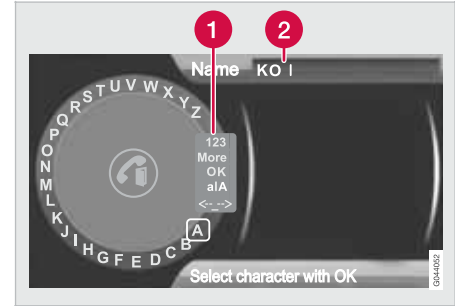 1 2
Name KO |
A B C D E F G H I J K L M N O P Q R S T U V W X Y Z
123
More
OK
a|A
<--_-->
Select character with OK
G044052